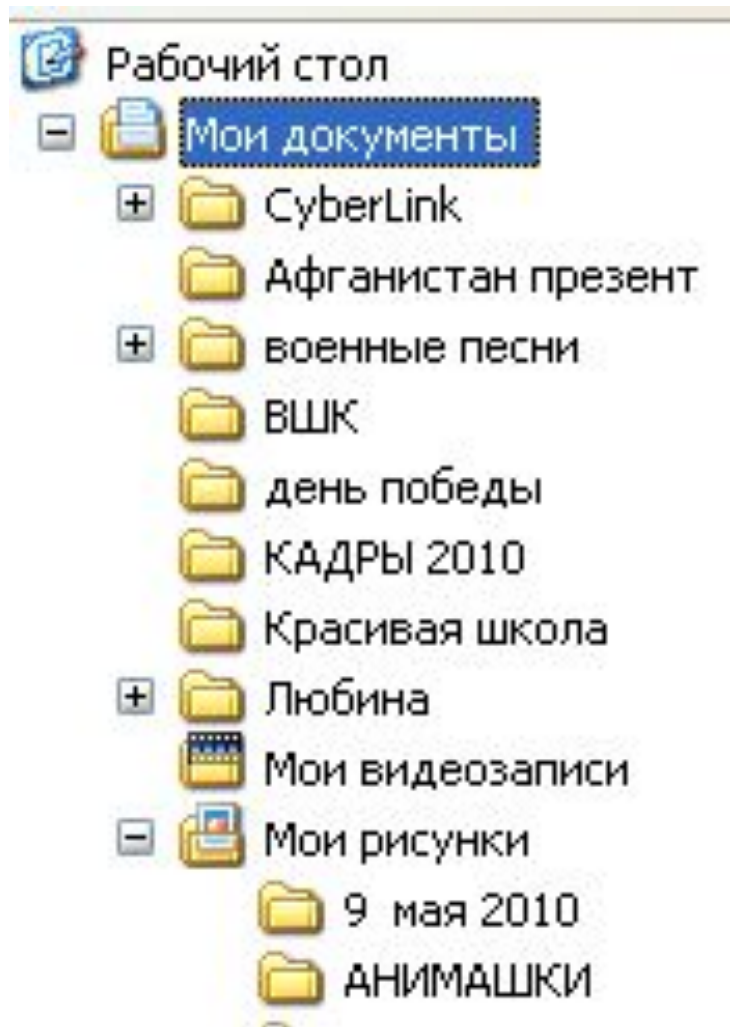 Рабочий стол
Мои документы
CyberLink
Афганистан презент
военные песни
ВШК
день победы
КАДРЫ 2010
Красивая школа
Любина
Мои видеозаписи
Мои рисунки
9 мая 2010
АНИМАШКИ